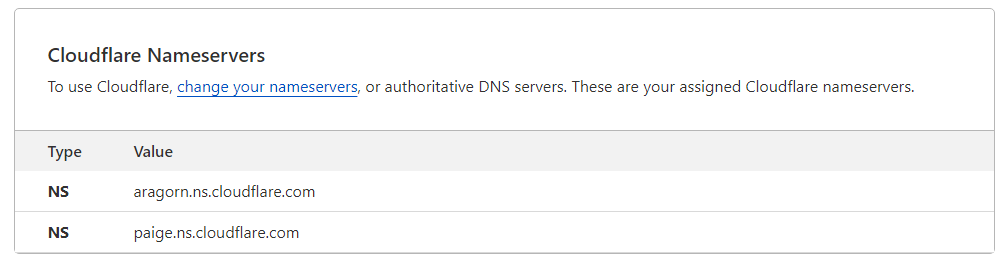 Cloudflare Nameservers
To use Cloudflare, change your nameservers, or authoritative DNS servers. These are your assigned Cloudflare nameservers.
Type Value
NS aragorn.ns.cloudflare.com
NS paige.ns.cloudflare.com